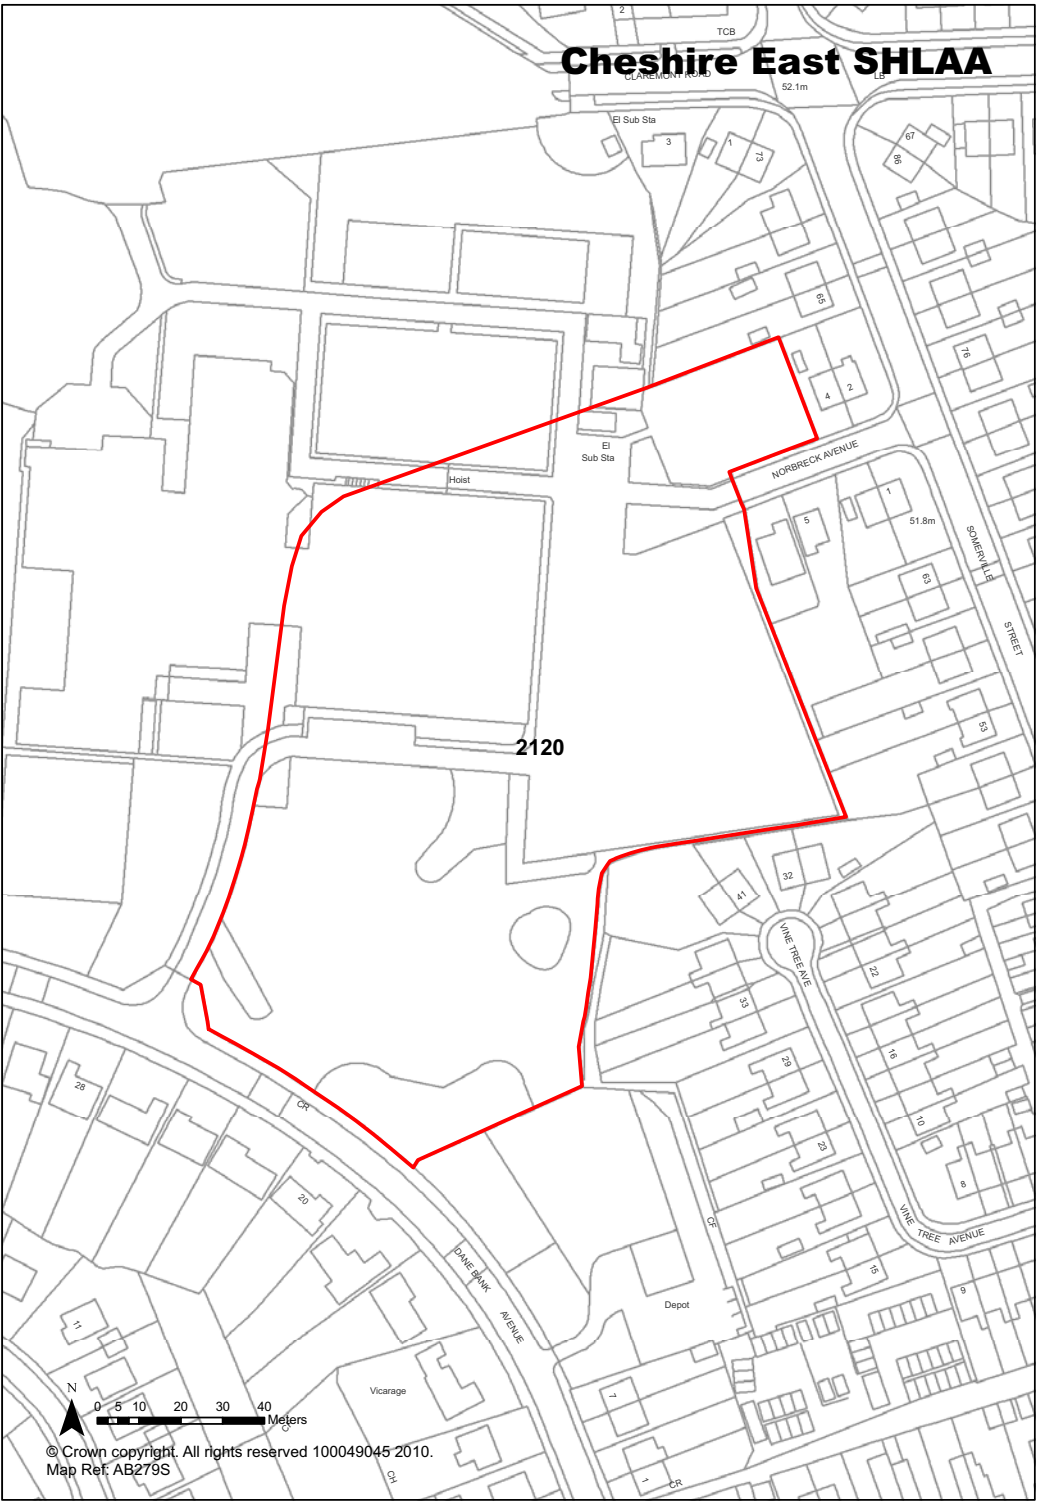 2
TCB
Cheshire East SHLAA
CLAREMONT ROAD
LB
52.1m
El Sub Sta
3
1
73
67
86
65
76
4
2
El
Sub Sta
NORBRECK AVENUE
Hoist
1
5
51.8m
SOMERVILLE
STREET
63
53
2120
32
41
VINE TREE AVE
22
33
16
29
28
CR
10
23
20
8
CF
VINE TREE AVENUE
DANE BANK
AVENUE
15
9
Depot
11
Vicarage
7
N
0 5 10 20 30 40
Meters
CH
1
CR
© Crown copyright. All rights reserved 100049045 2010.
Map Ref: AB279S